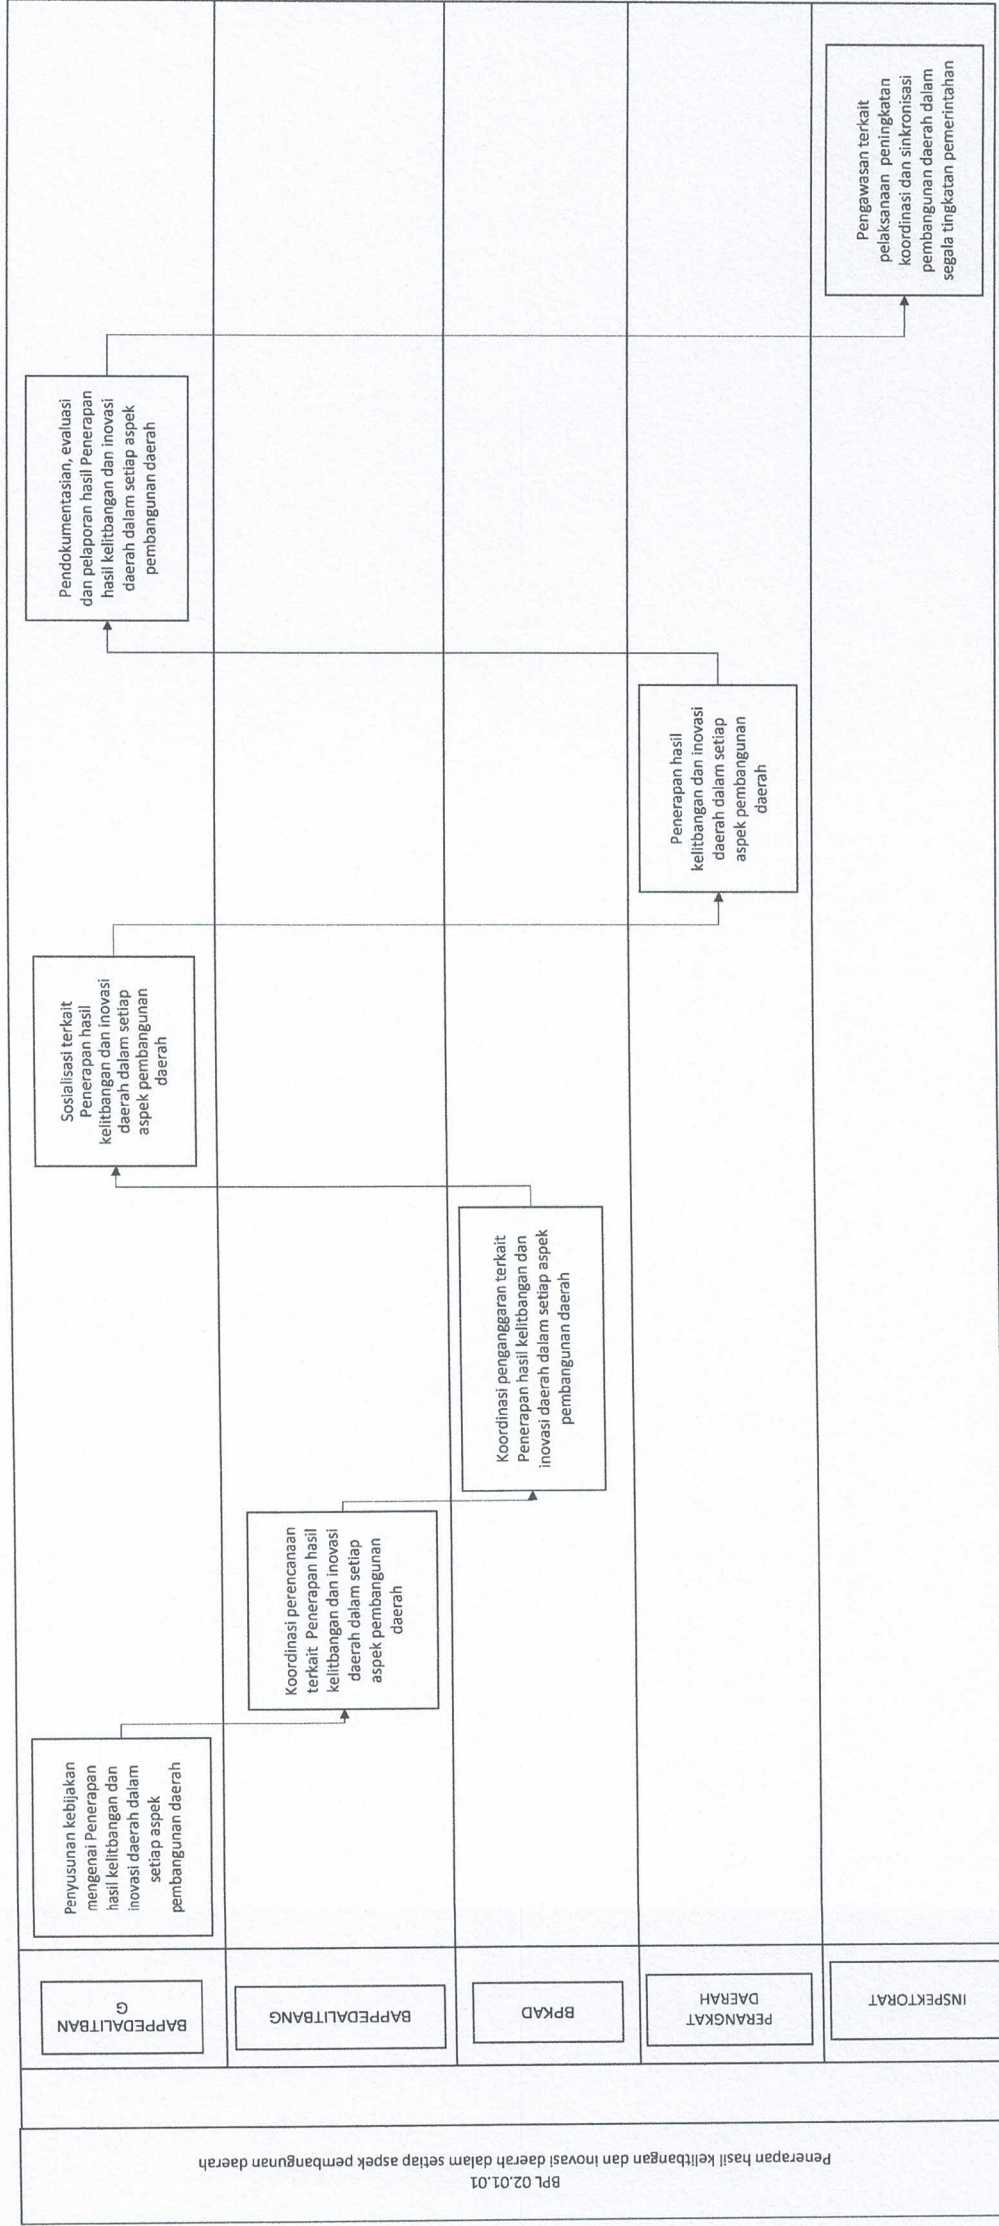 BPL 02.01.01
Penerapan hasil kelitbangan dan inovasi daerah dalam setiap aspek pembangunan daerah
BAPPEDALITBAN
G
BAPPEDALITBANG
BPKAD
PERANGKAT
DAERAH
INSPEKTORAT
Penyusunan kebijakan
mengenai Penerapan
hasil kelitbangan dan
inovasi daerah dalam
setiap aspek
pembangunan daerah
Koordinasi perencanaan
terkait Penerapan hasil
kelitbangan dan inovasi
daerah dalam setiap
aspek pembangunan
daerah
Koordinasi penganggaran terkait
Penerapan hasil kelitbangan dan
inovasi daerah dalam setiap aspek
pembangunan daerah
Sosialisasi terkait
Penerapan hasil
kelitbangan dan inovasi
daerah dalam setiap
aspek pembangunan
daerah
Penerapan hasil
kelitbangan dan inovasi
daerah dalam setiap
aspek pembangunan
daerah
Pendokumentasian, evaluasi
dan pelaporan hasil Penerapan
hasil kelitbangan dan inovasi
daerah dalam setiap aspek
pembangunan daerah
Pengawasan terkait
pelaksanaan peningkatan
koordinasi dan sinkronisasi
pembangunan daerah dalam
segala tingkatan pemerintahan